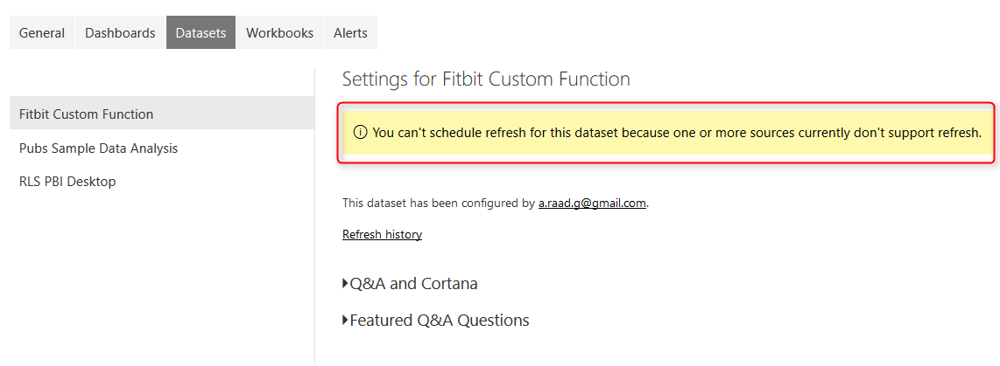 General Dashboards Datasets Workbooks Alerts
Fitbit Custom Function
Pubs Sample Data Analysis
RLS PBI Desktop
Settings for Fitbit Custom Function
You can't schedule refresh for this dataset because one or more sources currently don't support refresh.
This dataset has been configured by a.raad.g@gmail.com.
Refresh history
Q&A and Cortana
Featured Q&A Questions